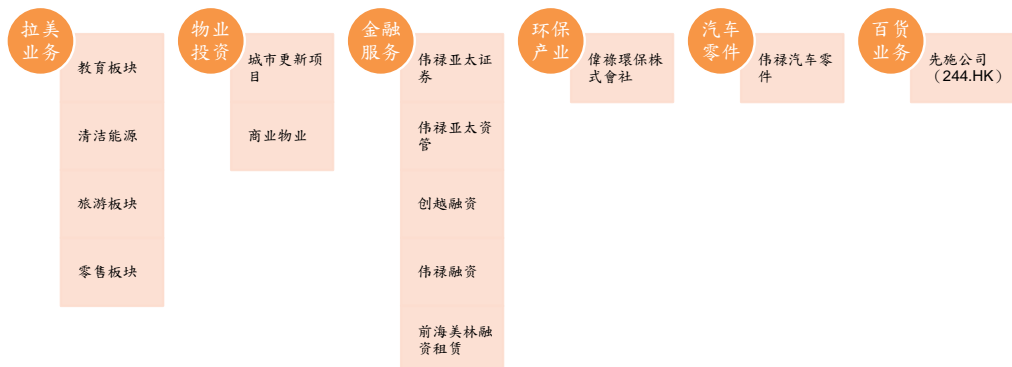 拉美
业务
教育板块
清洁能源
旅游板块
零售板块
物业
投资
城市更新项
目
商业物业
金融
服务
伟禄亚太证
券
伟禄亚太资
管
创越融资
伟禄融资
前海美林融
资租赁
环保
产业
偉祿環保株
式會社
汽车
零件
伟禄汽车零
件
百货
业务
先施公司
（244.HK）